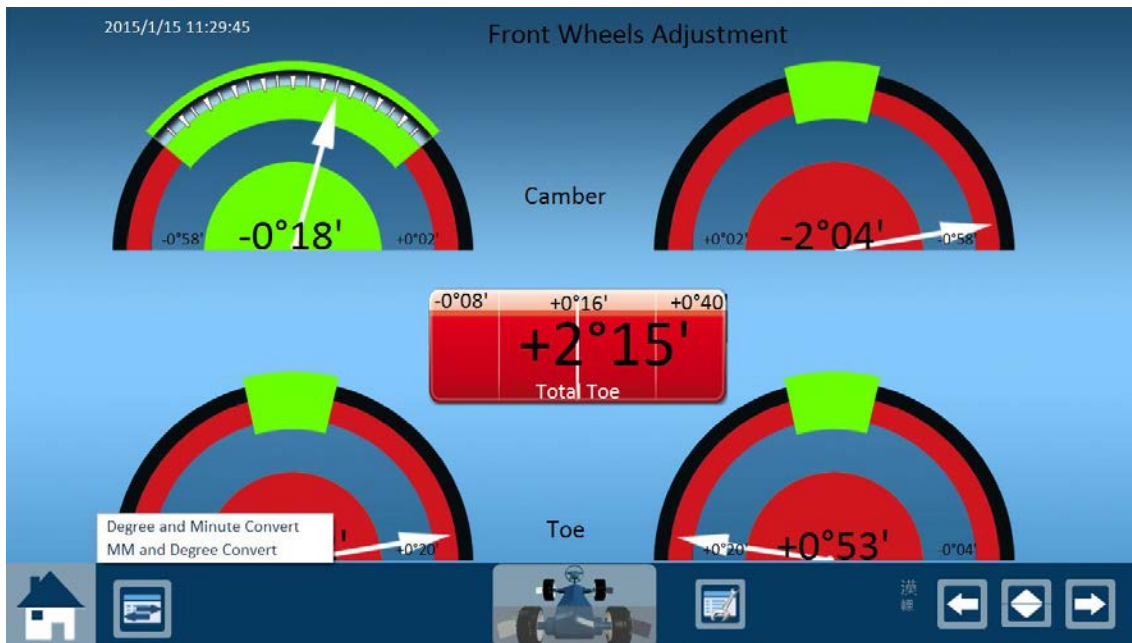 2015/1/15 11:29:45
Front Wheels Adjustment
-0°58'
-0°18'
+0°02'
Camber
+0°02'
-2°04'
-0°58'
-0°08'
+0°16'
+0°40'
+2°15'
Total Toe
Degree and Minute Convert
MM and Degree Convert
+0°20'
Toe
+0°20'
+0°53'
-0°04'